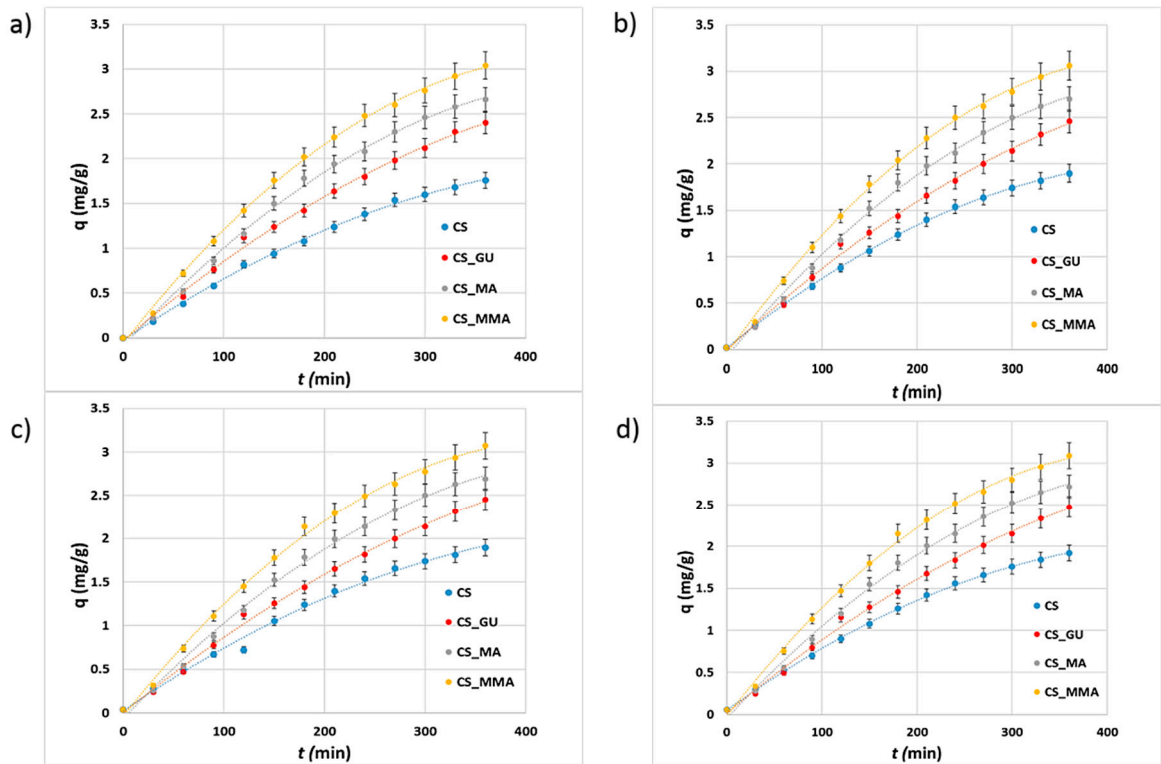 a)
3.5
3
2.5
2
1.5
1
0.5
0
q (mg/g)
0 100 200 300 400
t (min)
CS
CS_GU
CS_MA
CS_MMA
b)
3.5
3
2.5
2
1.5
1
0.5
0
q (mg/g)
0 100 200 300 400
t (min)
CS
CS_GU
CS_MA
CS_MMA
c)
3.5
3
2.5
2
1.5
1
0.5
0
q (mg/g)
0 100 200 300 400
t (min)
CS
CS_GU
CS_MA
CS_MMA
d)
3.5
3
2.5
2
1.5
1
0.5
0
q (mg/g)
0 100 200 300 400
t (min)
CS
CS_GU
CS_MA
CS_MMA